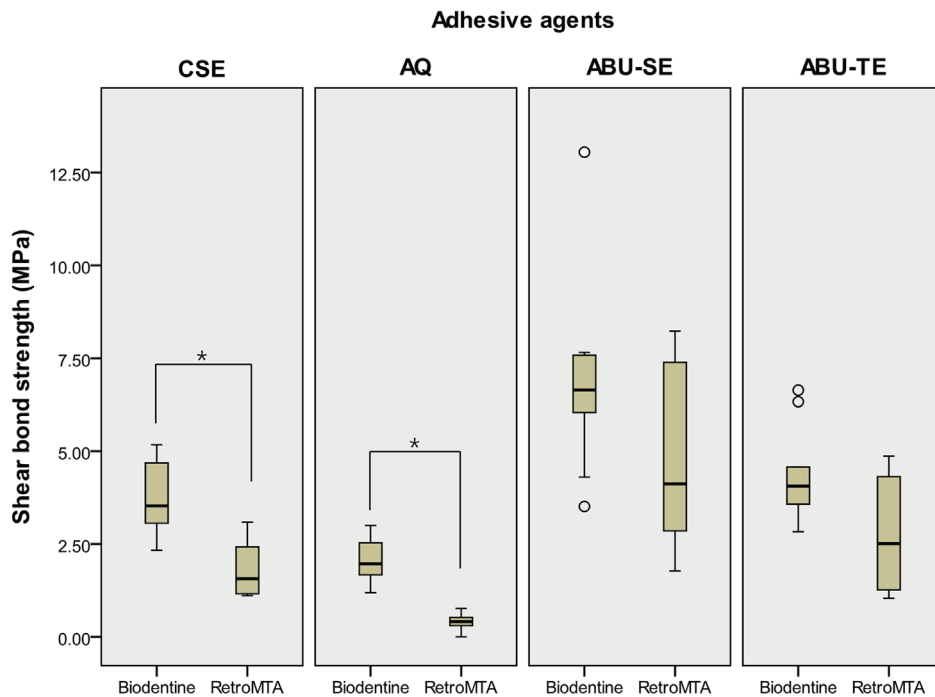 Adhesive agents
CSE AQ ABU-SE ABU-TE
Shear bond strength (MPa)
12.50
10.00
7.50
5.00
2.50
0.00
* *
Biodentine RetroMTA Biodentine RetroMTA Biodentine RetroMTA Biodentine RetroMTA